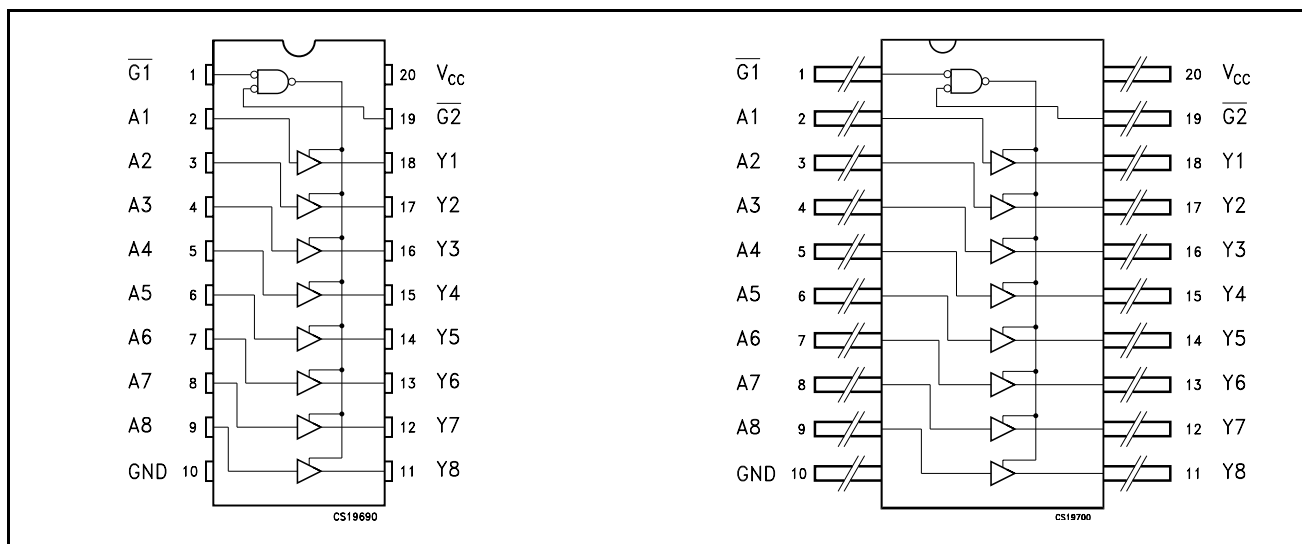 G1 1 20 VCC
A1 2 19 G2
A2 3 18 Y1
A3 4 17 Y2
A4 5 16 Y3
A5 6 15 Y4
A6 7 14 Y5
A7 8 13 Y6
A8 9 12 Y7
GND 10 11 Y8
CS19690
G1 1 20 VCC
A1 2 19 G2
A2 3 18 Y1
A3 4 17 Y2
A4 5 16 Y3
A5 6 15 Y4
A6 7 14 Y5
A7 8 13 Y6
A8 9 12 Y7
GND 10 11 Y8
CS19700